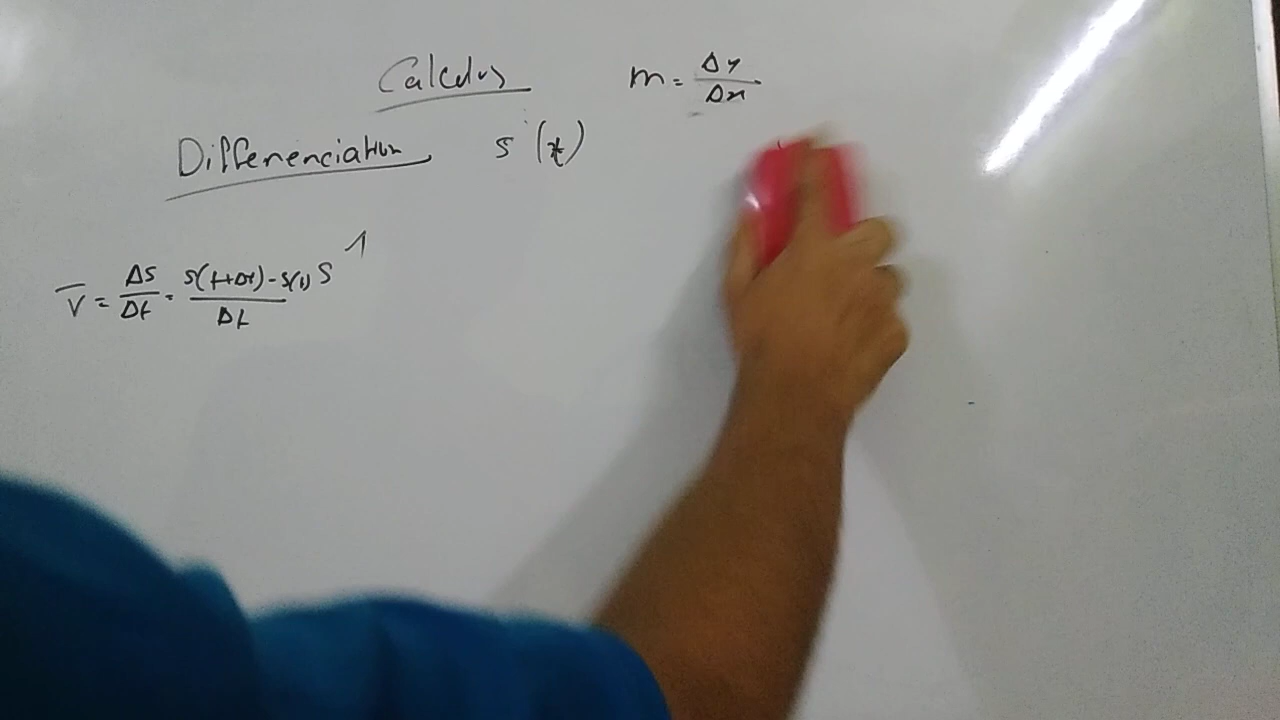 Calculus
m = Δy / Δx
Differenciation s (t)
v̅ = Δs / Δt = s(t+Δt) - s(t) / Δt s